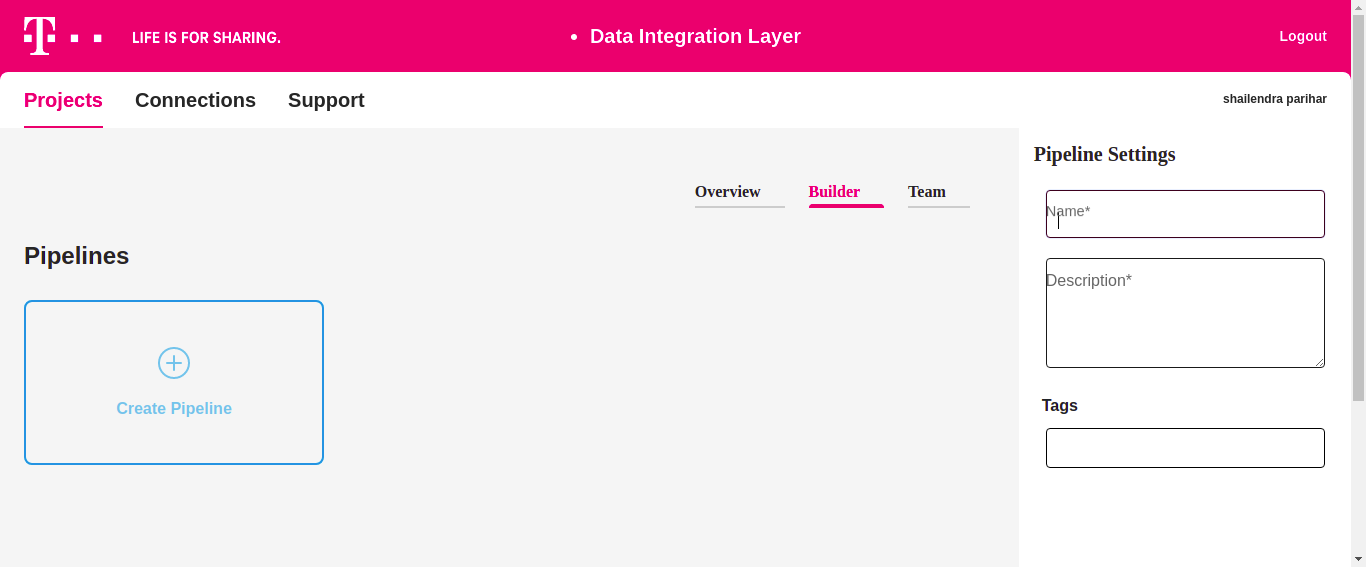 T
LIFE IS FOR SHARING.
• Data Integration Layer
Logout
Projects
Connections
Support
shailendra parihar
Overview
Builder
Team
Pipelines
Create Pipeline
Pipeline Settings
Name*
Description*
Tags